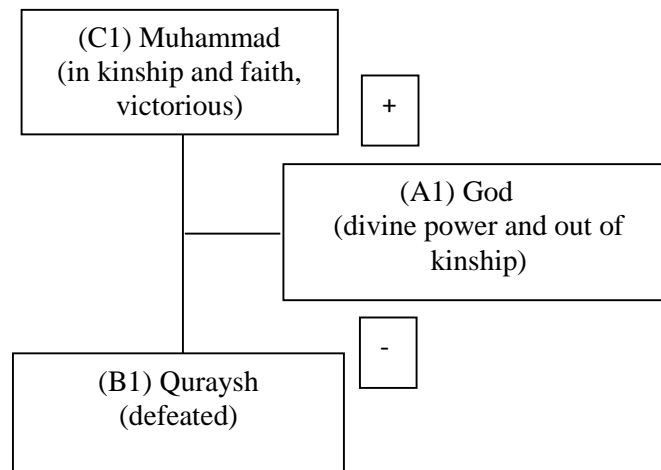 (C1) Muhammad
(in kinship and faith,
victorious)
+
(A1) God
(divine power and out of
kinship)
-
(B1) Quraysh
(defeated)